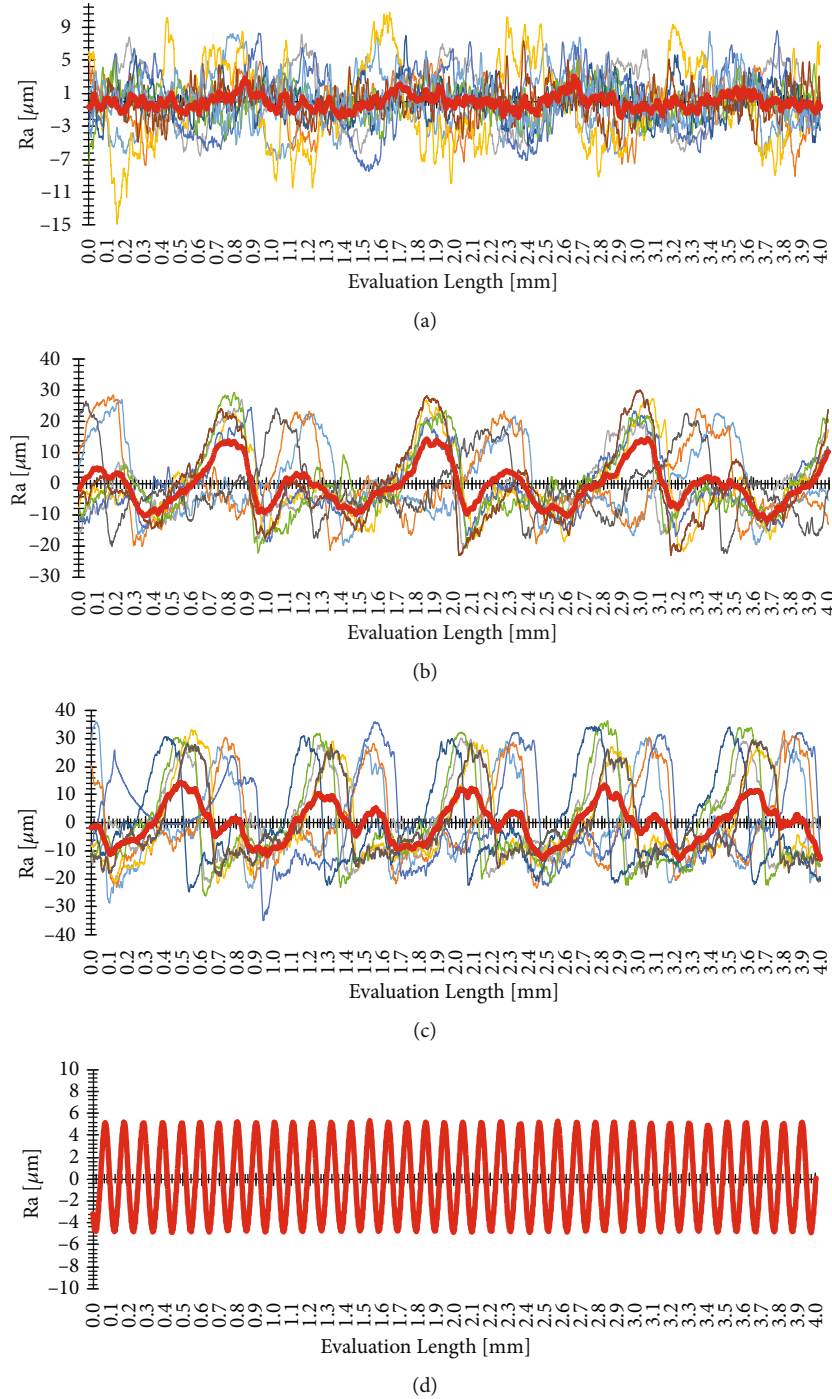 9
5
1
−3
−7
−11
−15
Ra [μm]
0.0 0.1 0.2 0.3 0.4 0.5 0.6 0.7 0.8 0.9 1.0 1.1 1.2 1.3 1.4 1.5 1.6 1.7 1.8 1.9 2.0 2.1 2.2 2.3 2.4 2.5 2.6 2.7 2.8 2.9 3.0 3.1 3.2 3.3 3.4 3.5 3.6 3.7 3.8 3.9 4.0
Evaluation Length [mm]
(a)
40
30
20
10
0
−10
−20
−30
Ra [μm]
0.0 0.1 0.2 0.3 0.4 0.5 0.6 0.7 0.8 0.9 1.0 1.1 1.2 1.3 1.4 1.5 1.6 1.7 1.8 1.9 2.0 2.1 2.2 2.3 2.4 2.5 2.6 2.7 2.8 2.9 3.0 3.1 3.2 3.3 3.4 3.5 3.6 3.7 3.8 3.9 4.0
Evaluation Length [mm]
(b)
40
30
20
10
0
−10
−20
−30
−40
Ra [μm]
0.0 0.1 0.2 0.3 0.4 0.5 0.6 0.7 0.8 0.9 1.0 1.1 1.2 1.3 1.4 1.5 1.6 1.7 1.8 1.9 2.0 2.1 2.2 2.3 2.4 2.5 2.6 2.7 2.8 2.9 3.0 3.1 3.2 3.3 3.4 3.5 3.6 3.7 3.8 3.9 4.0
Evaluation Length [mm]
(c)
10
8
6
4
2
0
−2
−4
−6
−8
−10
Ra [μm]
0.0 0.1 0.2 0.3 0.4 0.5 0.6 0.7 0.8 0.9 1.0 1.1 1.2 1.3 1.4 1.5 1.6 1.7 1.8 1.9 2.0 2.1 2.2 2.3 2.4 2.5 2.6 2.7 2.8 2.9 3.0 3.1 3.2 3.3 3.4 3.5 3.6 3.7 3.8 3.9 4.0
Evaluation Length [mm]
(d)